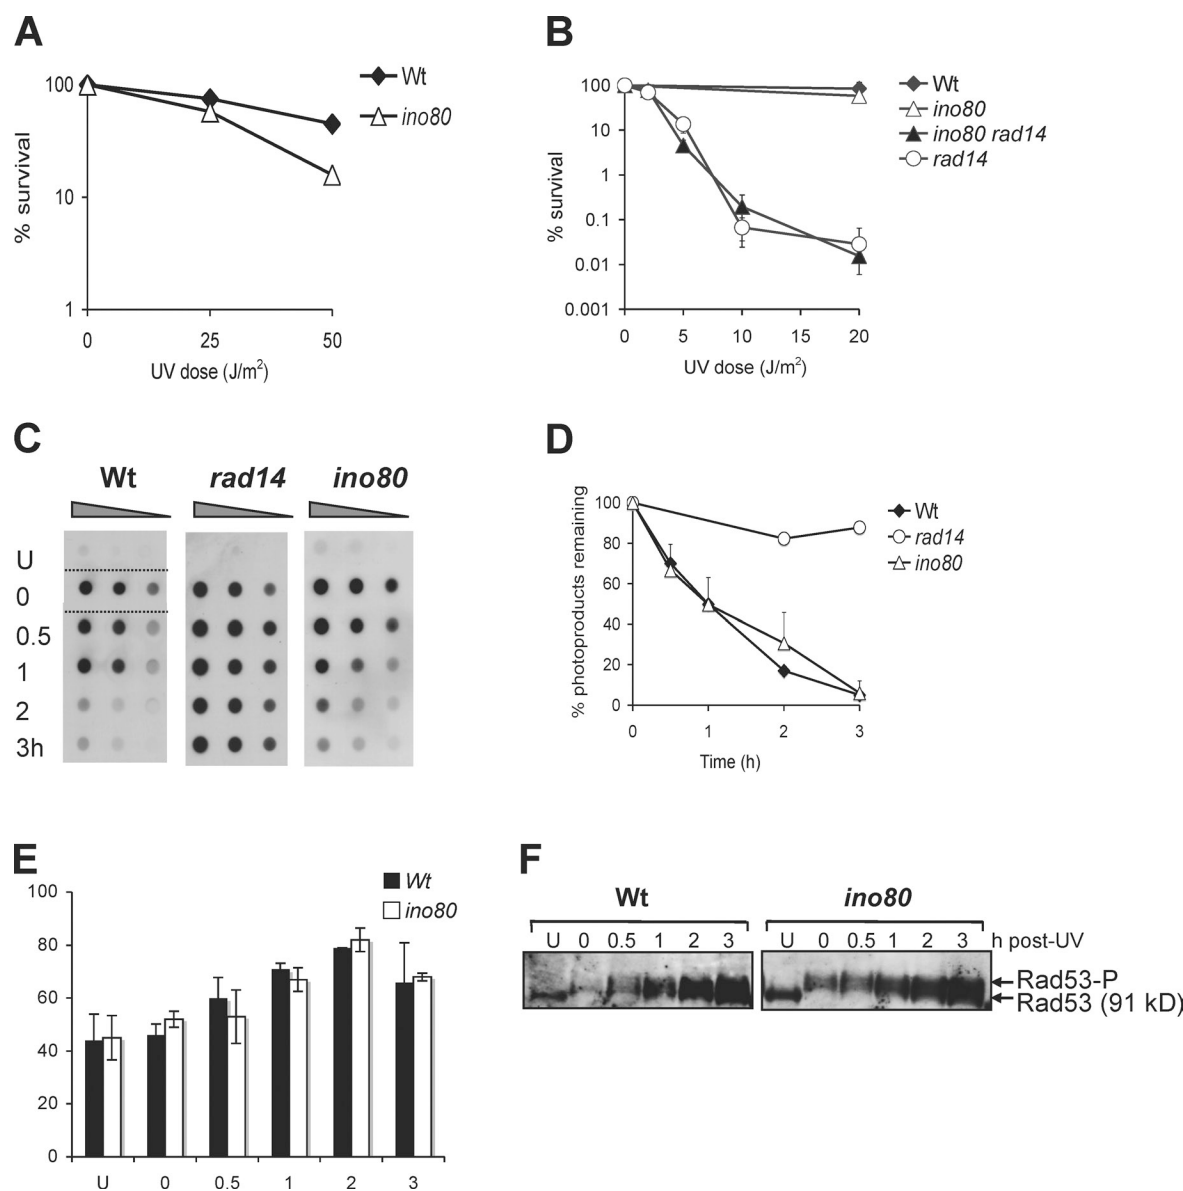 A
% survival
100
10
1
0 25 50
UV dose (J/m²)
Wt
ino80
B
% survival
100
10
1
0.1
0.01
0.001
0 5 10 15 20
UV dose (J/m²)
Wt
ino80
ino80 rad14
rad14
C
Wt rad14 ino80
U
0
0.5
1
2
3h
D
% photoproducts remaining
100
80
60
40
20
0
0 1 2 3
Time (h)
Wt
rad14
ino80
E
100
80
60
40
20
0
U 0 0.5 1 2 3
Wt
ino80
F
Wt ino80
U 0 0.5 1 2 3 U 0 0.5 1 2 3 h post-UV
Rad53-P
Rad53 (91 kD)